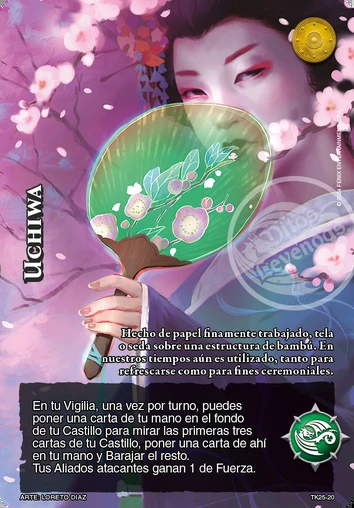 UCHIWA
Mitos
y Leyendas
Hecho de papel finamente trabajado, tela
o seda sobre una estructura de bambú. En
nuestros tiempos aún es utilizado, tanto para
refrescarse como para fines ceremoniales.
En tu Vigilia, una vez por turno, puedes
poner una carta de tu mano en el fondo
de tu Castillo para mirar las primeras tres
cartas de tu Castillo, poner una carta de ahí
en tu mano y Barajar el resto.
Tus Aliados atacantes ganan 1 de Fuerza.
ARTE: LORETO DIAZ
TK25-20